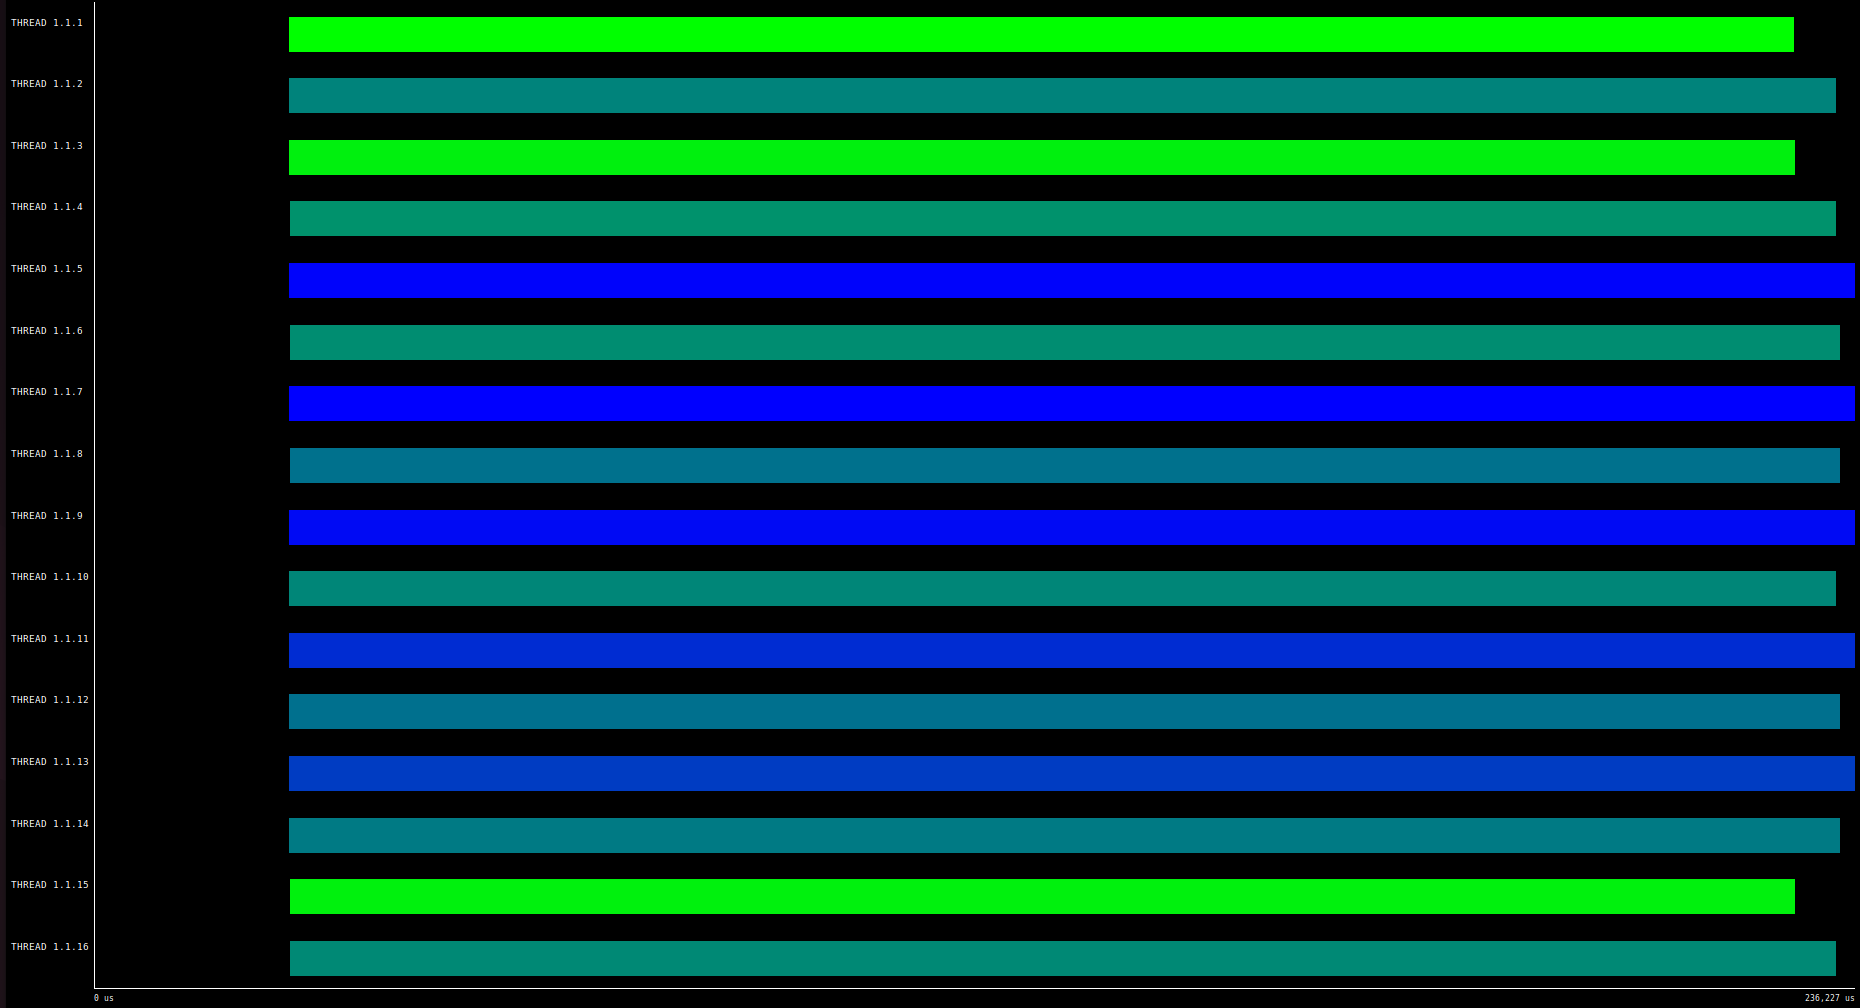 THREAD 1.1.1
THREAD 1.1.2
THREAD 1.1.3
THREAD 1.1.4
THREAD 1.1.5
THREAD 1.1.6
THREAD 1.1.7
THREAD 1.1.8
THREAD 1.1.9
THREAD 1.1.10
THREAD 1.1.11
THREAD 1.1.12
THREAD 1.1.13
THREAD 1.1.14
THREAD 1.1.15
THREAD 1.1.16
0 us
236,227 us